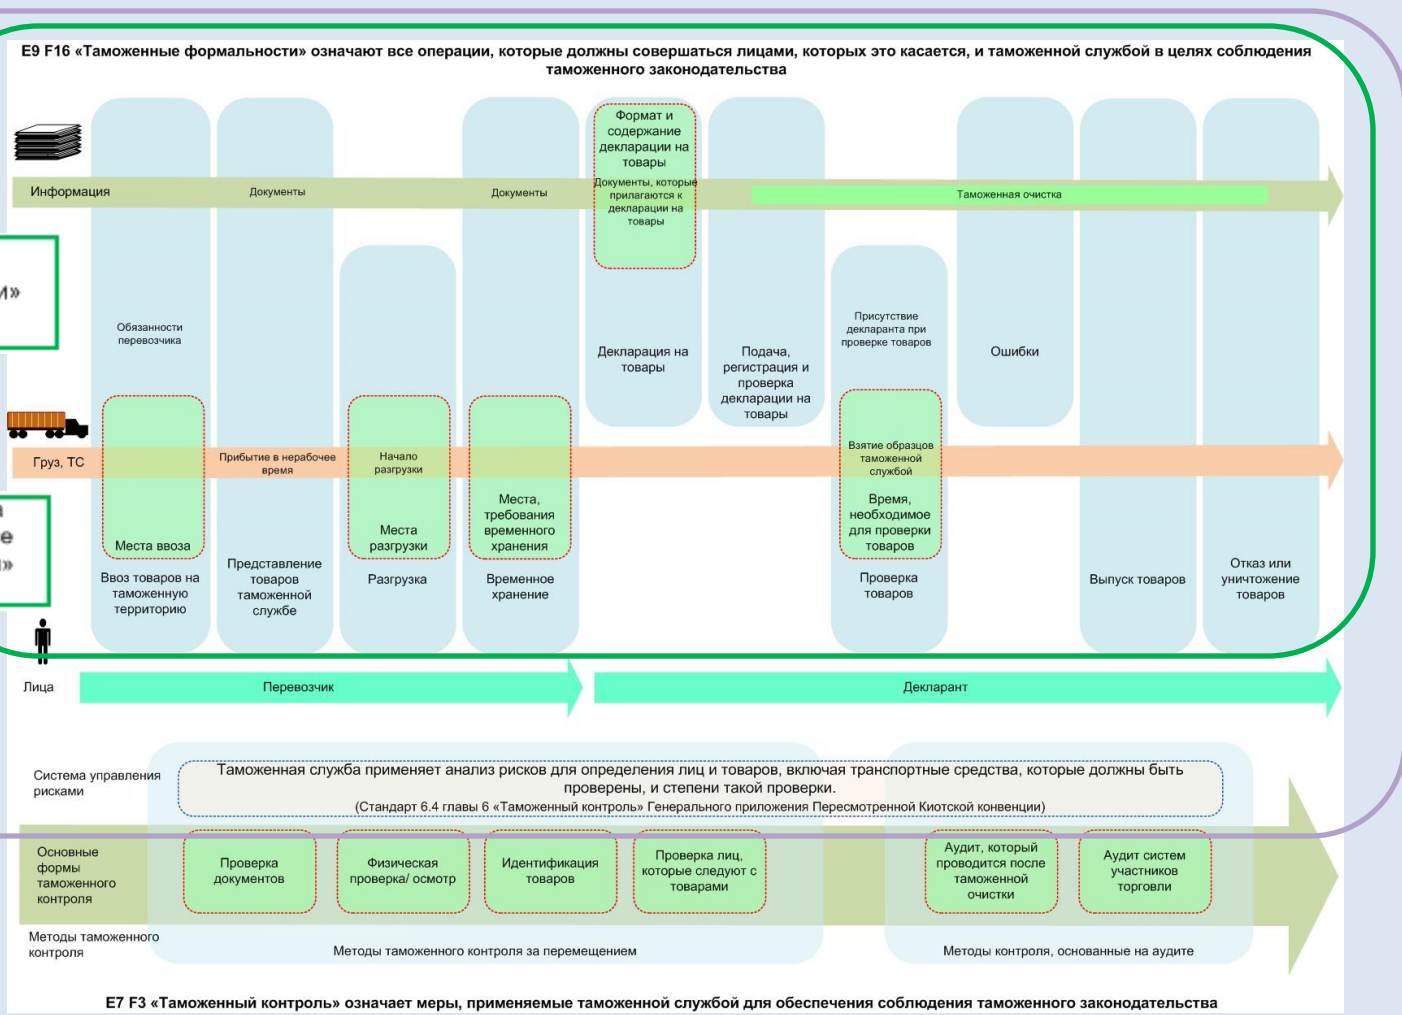 E9 F16 «Таможенные формальности» означают все операции, которые должны совершаться лицами, которых это касается, и таможенной службой в целях соблюдения
таможенного законодательства
Формат и
содержание
декларации на
товары
Информация
Документы
Документы
Документы, которые
прилагаются к
декларации на
товары
Таможенная очистка
Обязанности
перевозчика
Декларация на
товары
Подача,
регистрация и
проверка
декларации на
товары
Присутствие
декларанта при
проверке товаров
Ошибки
Груз, ТС
Прибытие в нерабочее
время
Начало
разгрузки
Взятие образцов
таможенной
службой
Места ввоза
Места
разгрузки
Места,
требования
временного
хранения
Время,
необходимое
для проверки
товаров
Ввоз товаров на
таможенную
территорию
Представление
товаров
таможенной
службе
Разгрузка
Временное
хранение
Проверка
товаров
Выпуск товаров
Отказ или
уничтожение
товаров
Лица
Перевозчик
Декларант
Система управления
рисками
Таможенная служба применяет анализ рисков для определения лиц и товаров, включая транспортные средства, которые должны быть
проверены, и степени такой проверки.
(Стандарт 6.4 главы 6 «Таможенный контроль» Генерального приложения Пересмотренной Киотской конвенции)
Основные
формы
таможенного
контроля
Проверка
документов
Физическая
проверка/ осмотр
Идентификация
товаров
Проверка лиц,
которые следуют с
товарами
Аудит, который
проводится после
таможенной
очистки
Аудит систем
участников
торговли
Методы таможенного
контроля
Методы таможенного контроля за перемещением
Методы контроля, основанные на аудите
E7 F3 «Таможенный контроль» означает меры, применяемые таможенной службой для обеспечения соблюдения таможенного законодательства